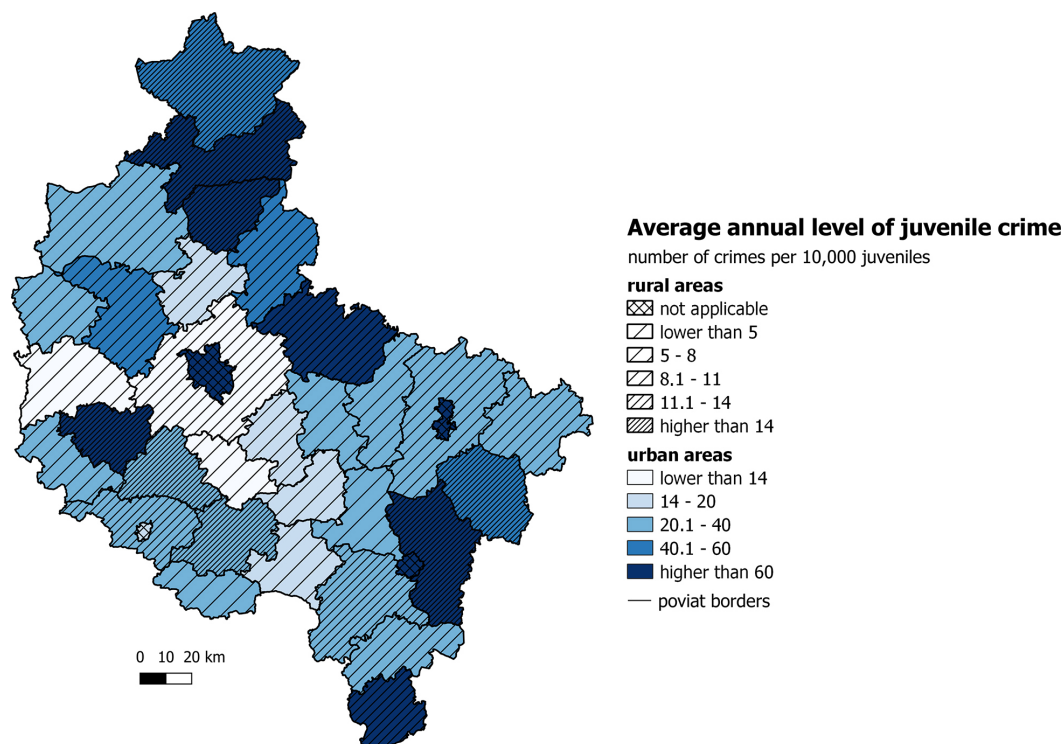 Average annual level of juvenile crime
number of crimes per 10,000 juveniles
rural areas
not applicable
lower than 5
5 - 8
8.1 - 11
11.1 - 14
higher than 14
urban areas
lower than 14
14 - 20
20.1 - 40
40.1 - 60
higher than 60
poviat borders
0 10 20 km